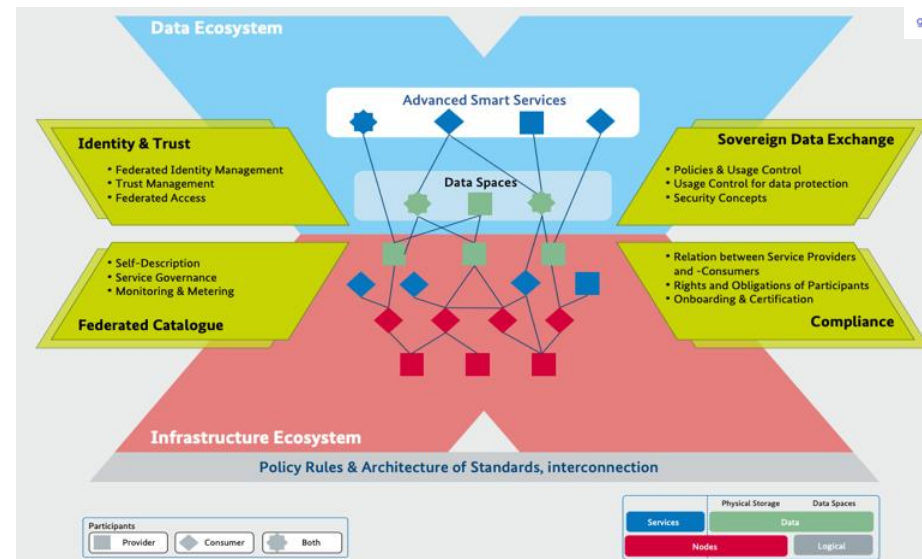 Data Ecosystem
Advanced Smart Services
Identity & Trust
• Federated Identity Management
• Trust Management
• Federated Access
Sovereign Data Exchange
• Policies & Usage Control
• Usage Control for data protection
• Security Concepts
Data Spaces
• Self-Description
• Service Governance
• Monitoring & Metering
Federated Catalogue
• Relation between Service Providers
and -Consumers
• Rights and Obligations of Participants
• Onboarding & Certification
Compliance
Infrastructure Ecosystem
Policy Rules & Architecture of Standards, interconnection
Participants
Provider
Consumer
Both
Physical Storage
Data Spaces
Services
Data
Nodes
Logical